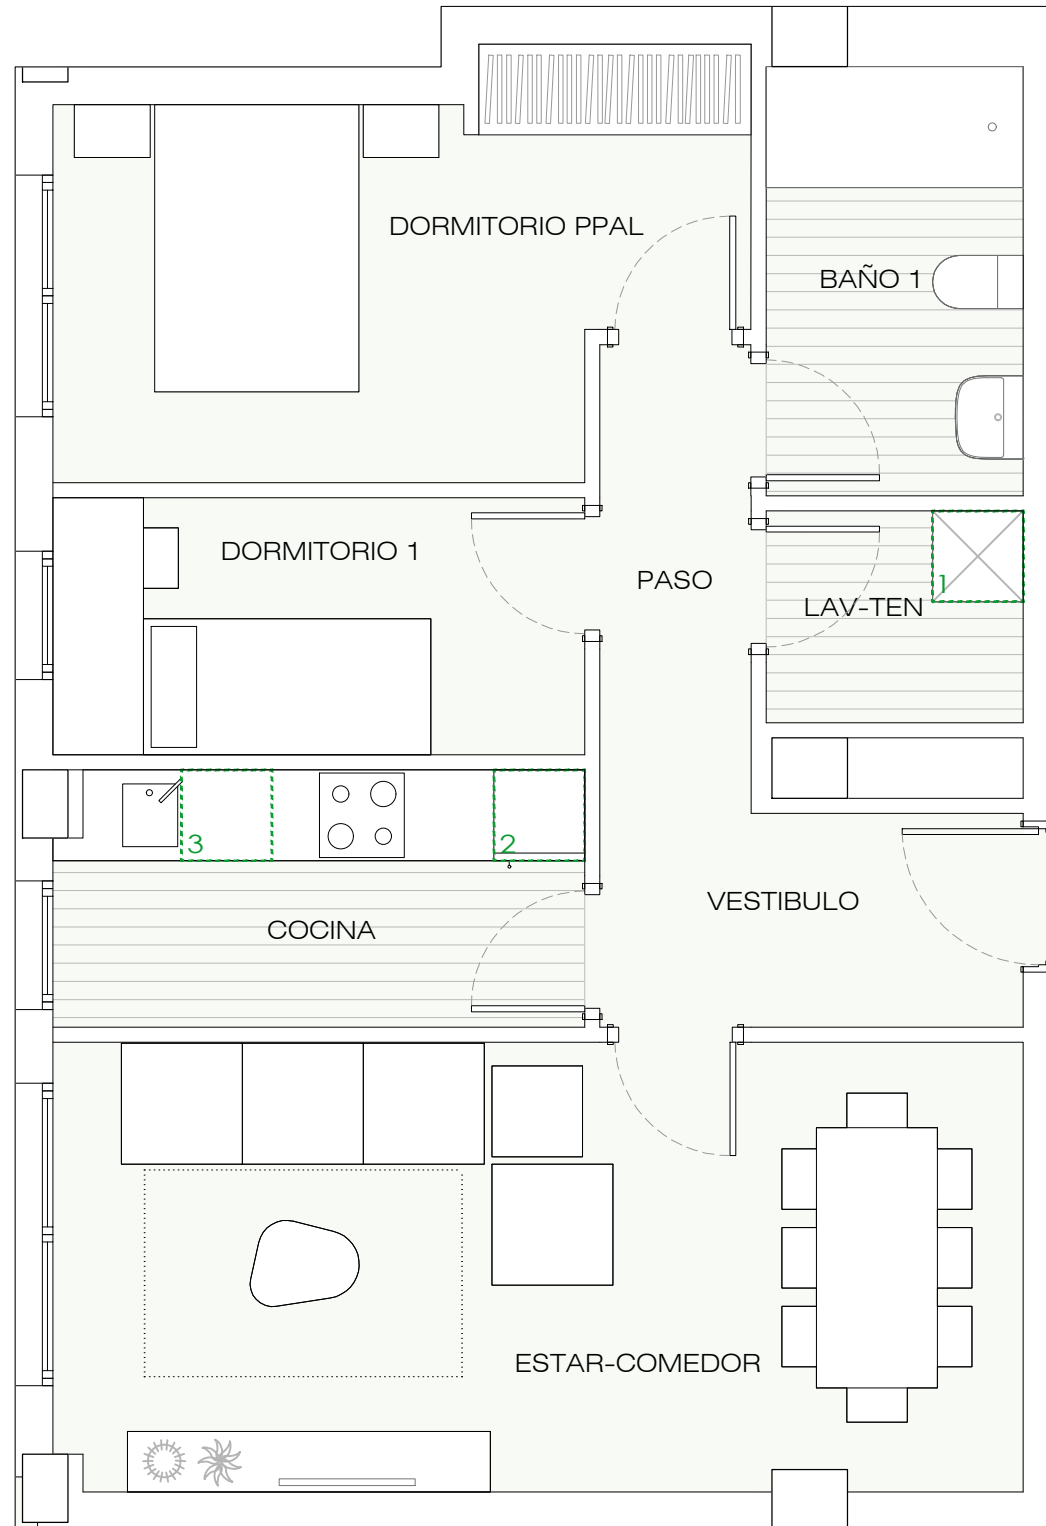 DORMITORIO PPAL
BAÑO 1
DORMITORIO 1
PASO
1
LAV-TEN
3
2
VESTIBULO
COCINA
ESTAR-COMEDOR